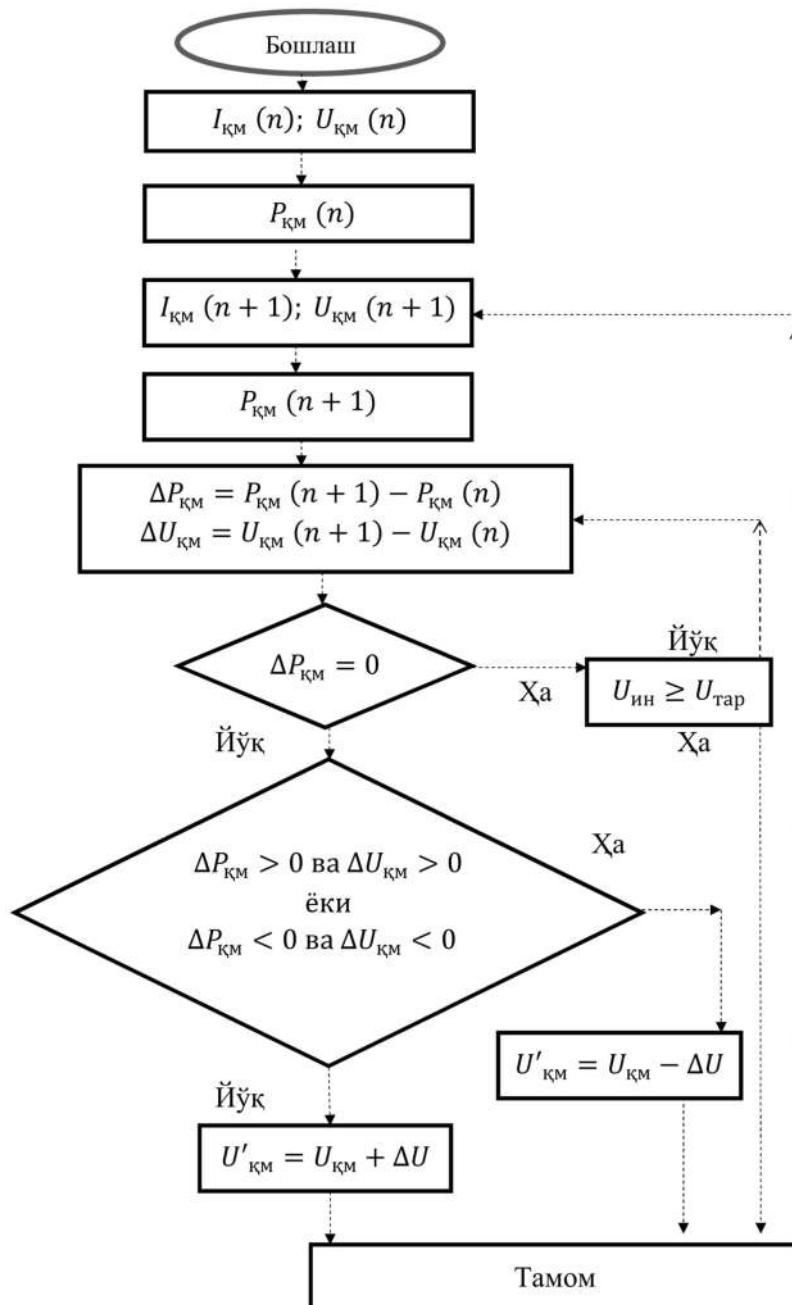 Бошлаш
I_қм (n); U_қм (n)
P_қм (n)
I_қм (n + 1); U_қм (n + 1)
P_қм (n + 1)
ΔP_қм = P_қм (n + 1) − P_қм (n)
ΔU_қм = U_қм (n + 1) − U_қм (n)
ΔP_қм = 0
Ҳа
Йўқ
U_ин ≥ U_тар
Ҳа
Йўқ
ΔP_қм > 0 ва ΔU_қм > 0
ёки
ΔP_қм < 0 ва ΔU_қм < 0
Ҳа
U′_қм = U_қм − ΔU
Йўқ
U′_қм = U_қм + ΔU
Тамом